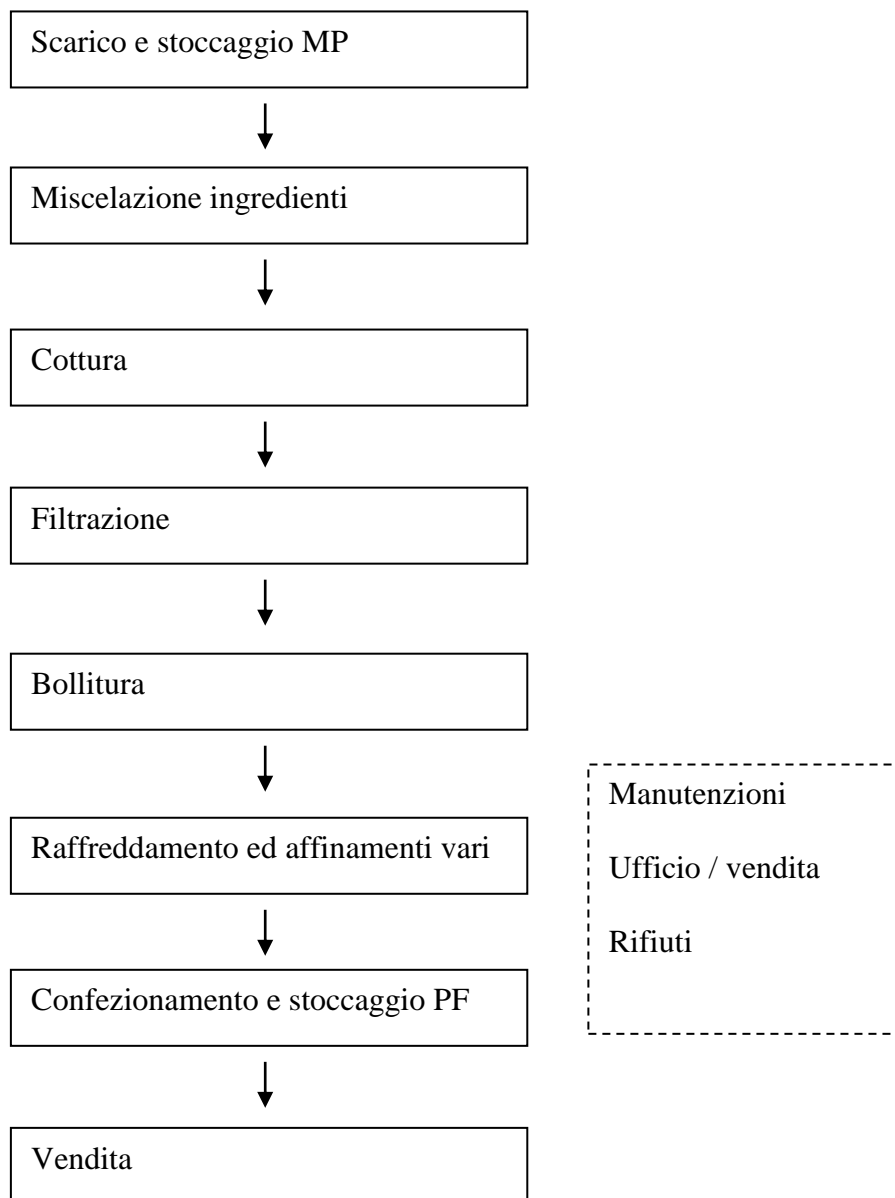 Scarico e stoccaggio MP
Miscelazione ingredienti
Cottura
Filtrazione
Bollitura
Raffreddamento ed affinamenti vari
Confezionamento e stoccaggio PF
Vendita
Manutenzioni
Ufficio / vendita
Rifiuti